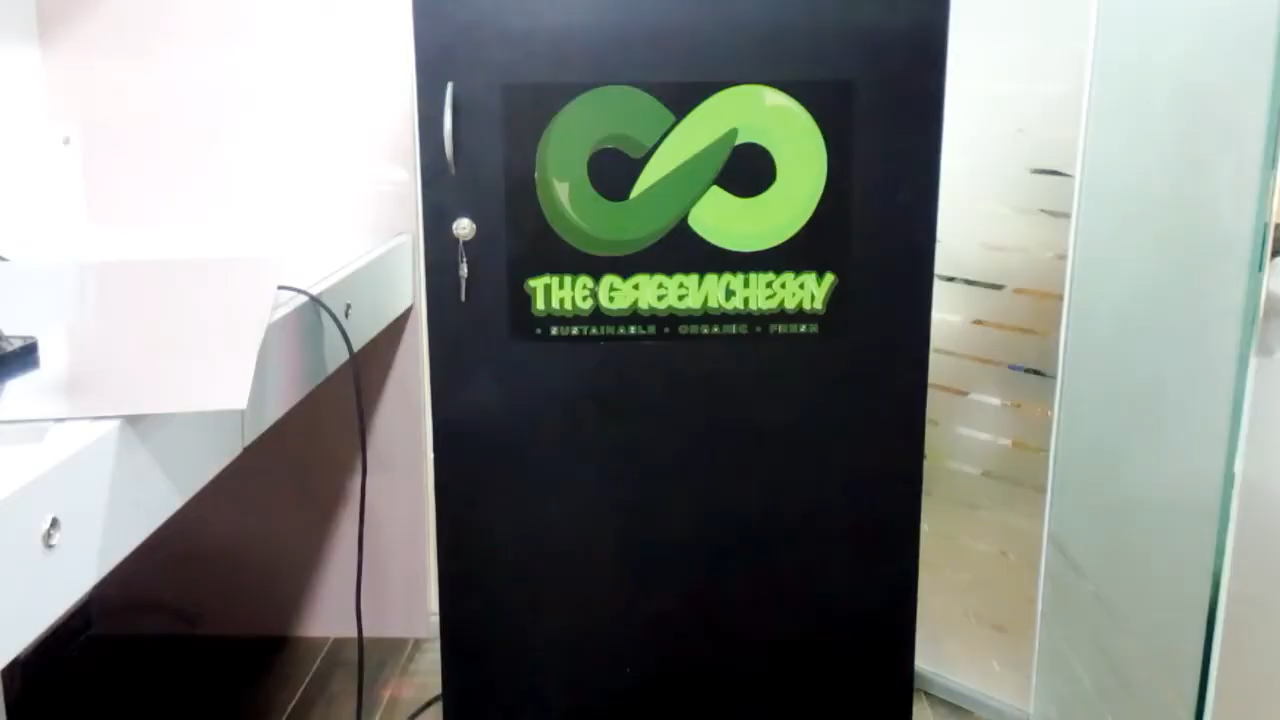 THE GREENCHERRY
• SUSTAINABLE • ORGANIC • FRESH